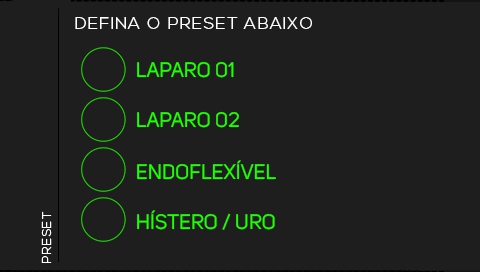 DEFINA O PRESET ABAIXO
LAPARO 01
LAPARO 02
ENDOFLEXÍVEL
HÍSTERO / URO
PRESET